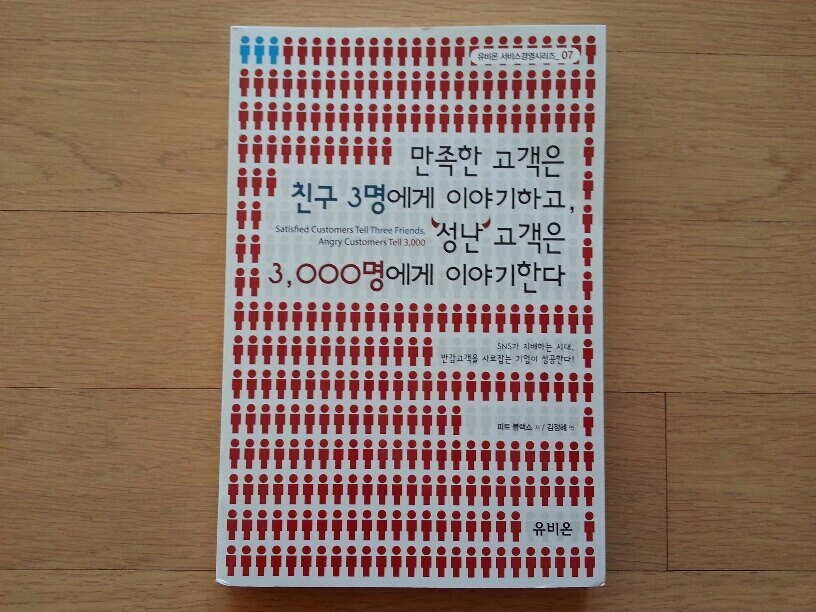 유비온 서비스경영시리즈_ 07
만족한 고객은
친구 3명에게 이야기하고,
Satisfied Customers Tell Three Friends,
Angry Customers Tell 3,000
'성난' 고객은
3,000명에게 이야기한다
SNS가 지배하는 시대,
반감고객을 사로잡는 기업이 성공한다!
피트 블랙쇼 저 / 김정혜 역
유비온